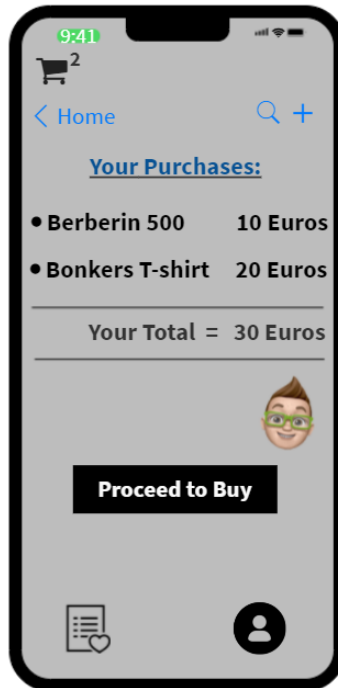 9:41
2
Home
Your Purchases:
Berberin 500 10 Euros
Bonkers T-shirt 20 Euros
Your Total = 30 Euros
Proceed to Buy